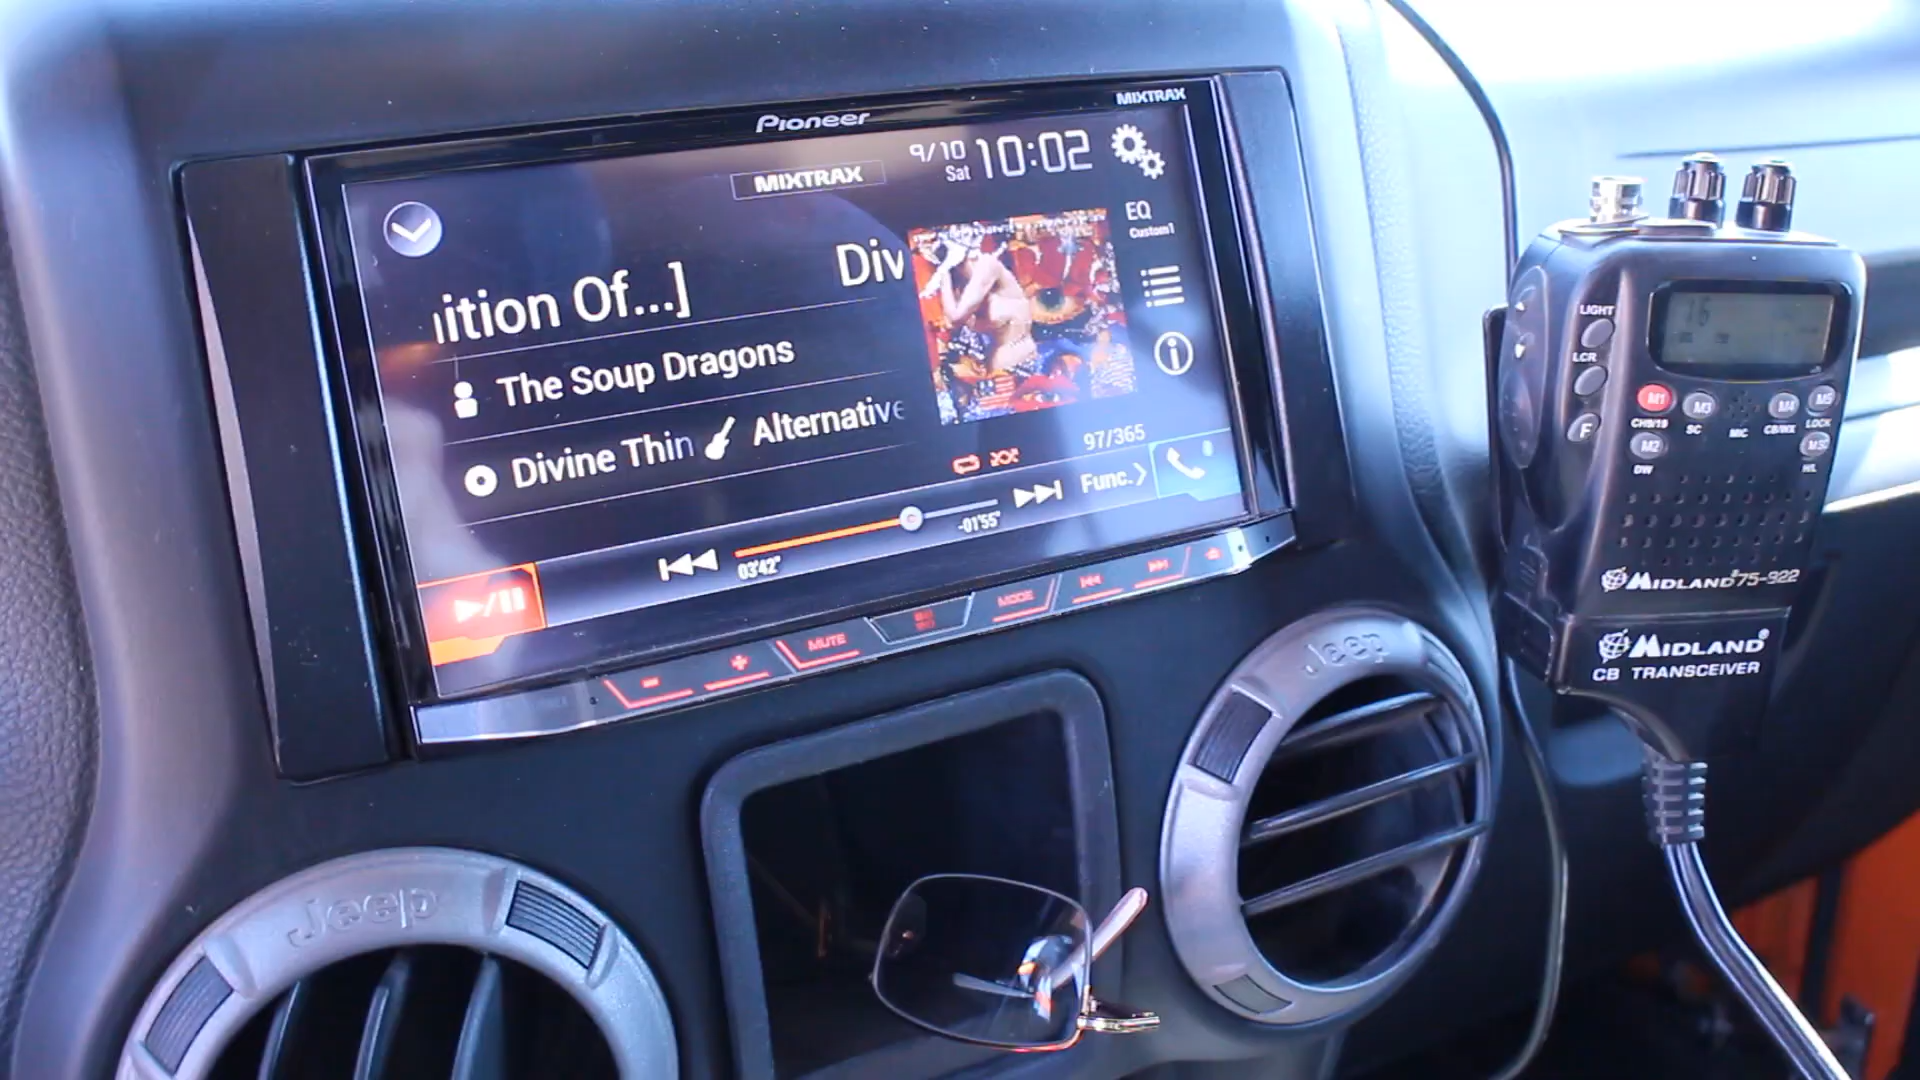 Pioneer
MIXTRAX
MIXTRAX
9/10
Sat
10:02
EQ
Custom1
ition Of...] Div
The Soup Dragons
Divine Thin Alternative
97/365
Func.
03'42"
-01'55"
MUTE
MODE
Jeep
Jeep
16
LIGHT
LCR
M1
M3
M4
M5
CH9/19
SC
MIC
CB/WX
LOCK
F
M2
DW
H/L
MIDLAND 75-922
MIDLAND®
CB TRANSCEIVER